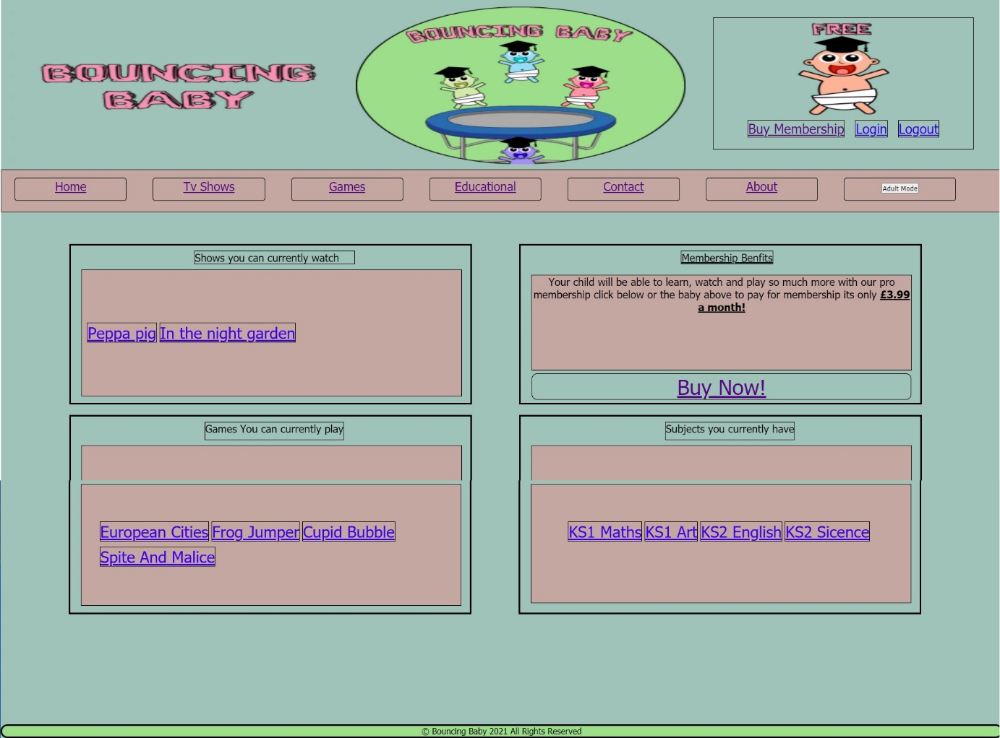 BOUNCING
BABY
BOUNCING BABY
FREE
Buy Membership Login Logout
Home Tv Shows Games Educational Contact About Adult Mode
Shows you can currently watch
Peppa pig In the night garden
Membership Benfits
Your child will be able to learn, watch and play so much more with our pro
membership click below or the baby above to pay for membership its only £3.99
a month!
Buy Now!
Games You can currently play
European Cities Frog Jumper Cupid Bubble
Spite And Malice
Subjects you currently have
KS1 Maths KS1 Art KS2 English KS2 Sicence
© Bouncing Baby 2021 All Rights Reserved